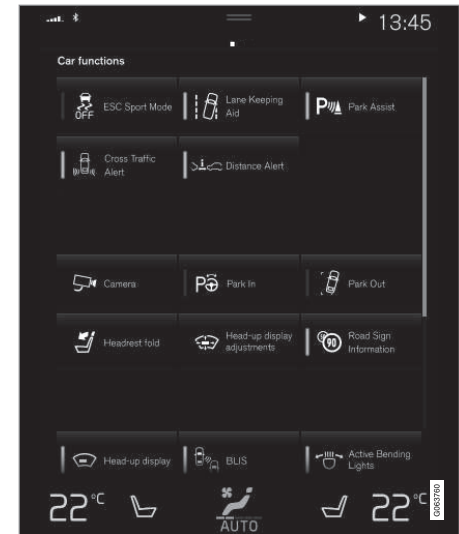 13:45
Car functions
OFF
ESC Sport Mode
Lane Keeping
Aid
P
Park Assist
Cross Traffic
Alert
Distance Alert
Camera
P
Park In
Park Out
Headrest fold
Head-up display
adjustments
90
Road Sign
Information
Head-up display
BLIS
Active Bending
Lights
22°C
AUTO
22°C
G063760